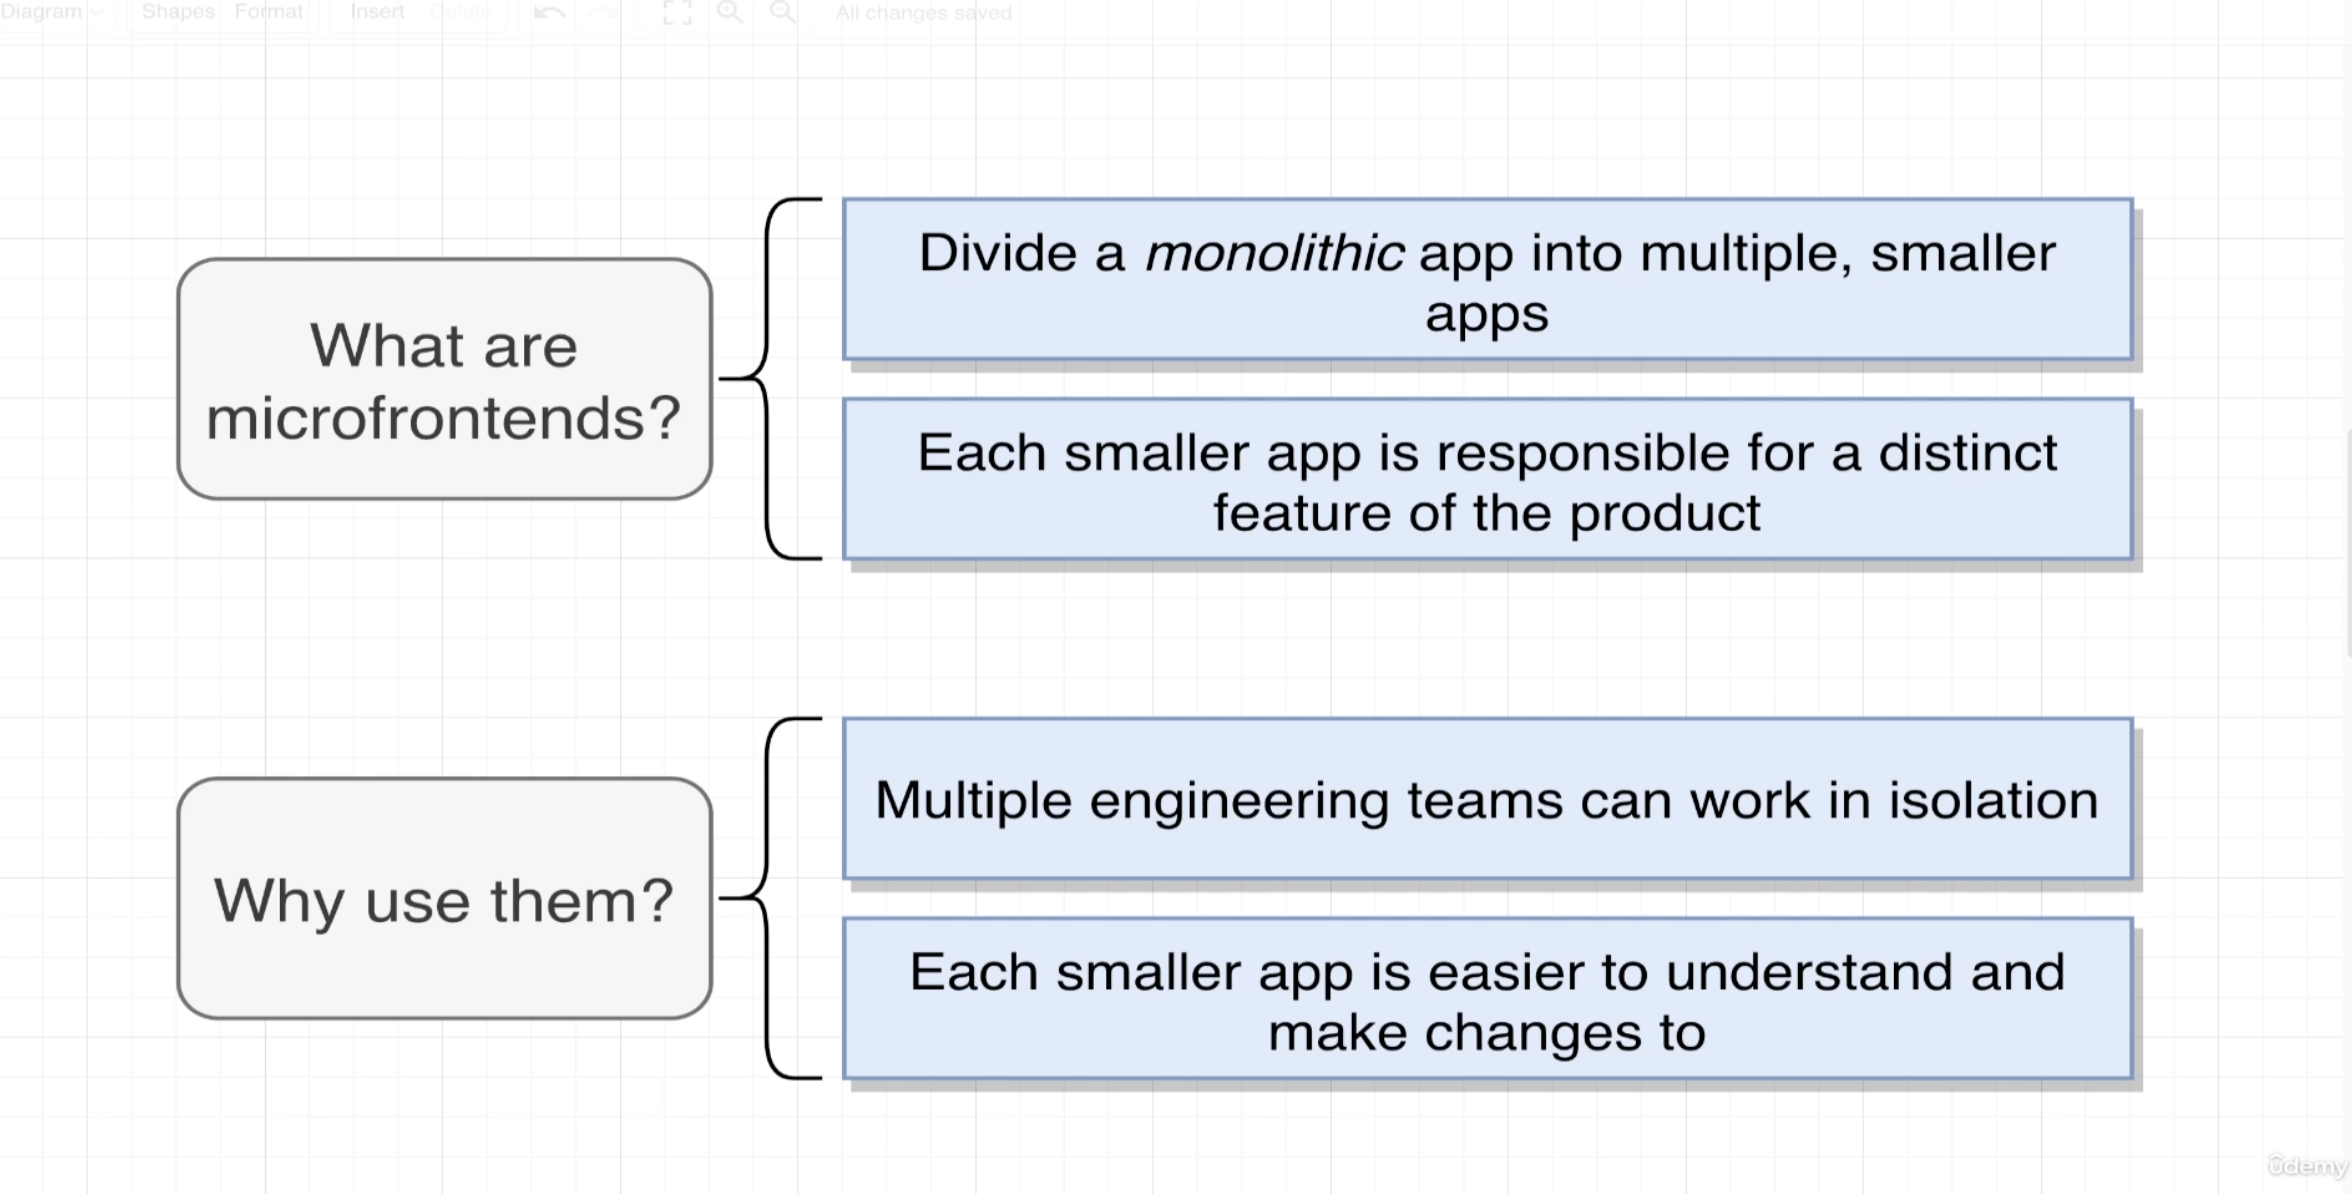 Diagram Shapes Format Insert Delete All changes saved
What are
microfrontends?
Divide a monolithic app into multiple, smaller
apps
Each smaller app is responsible for a distinct
feature of the product
Why use them?
Multiple engineering teams can work in isolation
Each smaller app is easier to understand and
make changes to
ûdemy